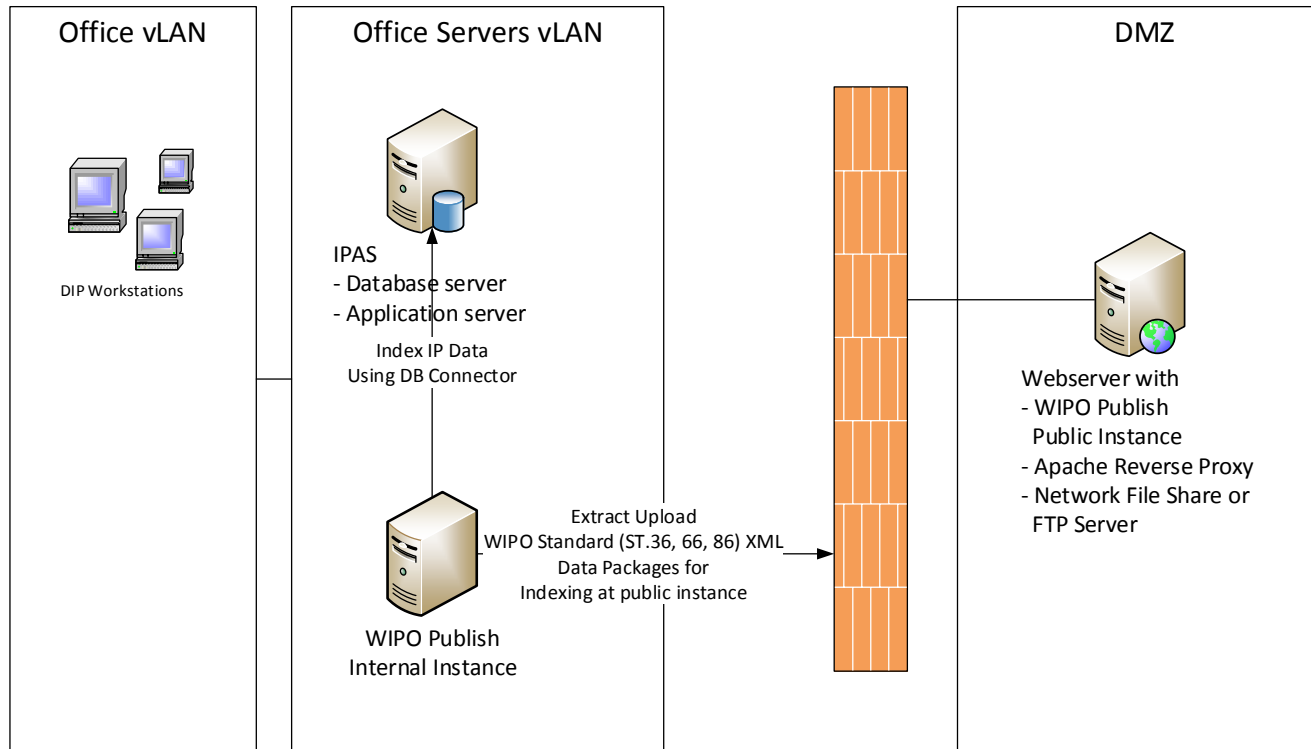 Office vLAN
DIP Workstations
Office Servers vLAN
IPAS
- Database server
- Application server
Index IP Data
Using DB Connector
WIPO Publish
Internal Instance
Extract Upload
WIPO Standard (ST.36, 66, 86) XML
Data Packages for
Indexing at public instance
DMZ
Webserver with
- WIPO Publish
Public Instance
- Apache Reverse Proxy
- Network File Share or
FTP Server